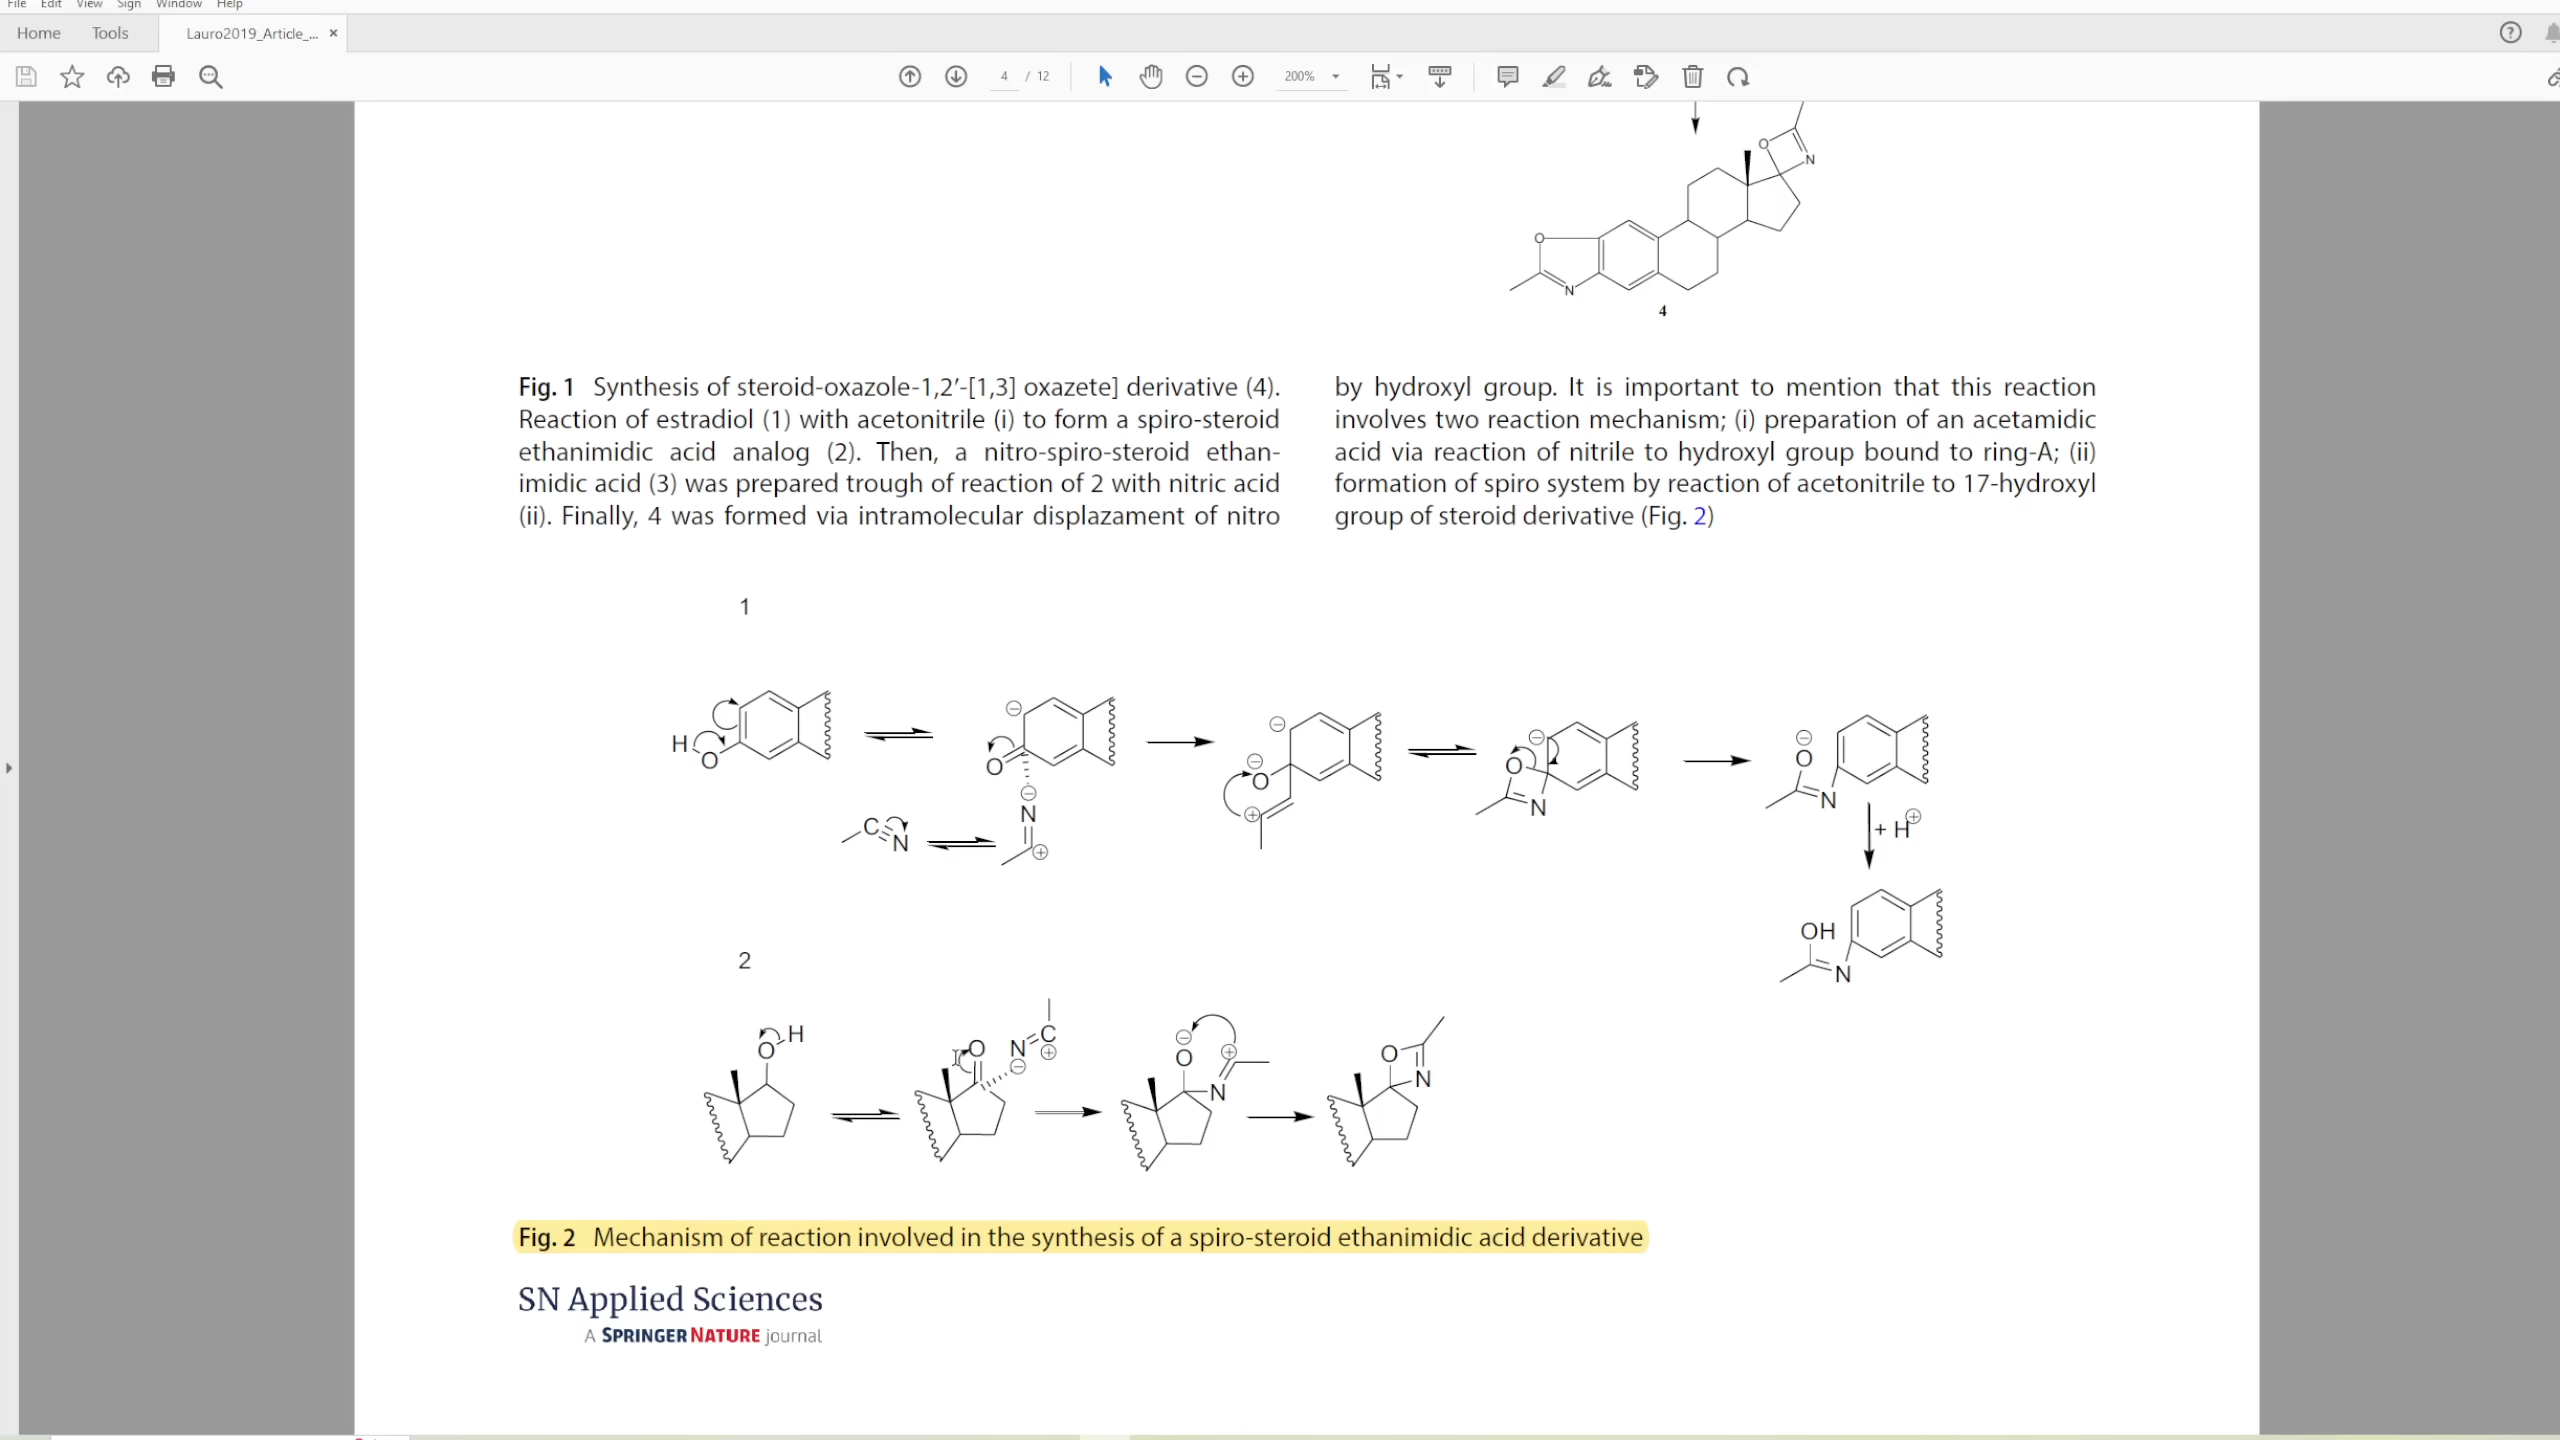 File Edit View Sign Window Help
Home Tools Lauro2019_Article_... ×
4 / 12 200%
O
N
O
N
4
Fig. 1 Synthesis of steroid-oxazole-1,2′-[1,3] oxazete] derivative (4).
Reaction of estradiol (1) with acetonitrile (i) to form a spiro-steroid
ethanimidic acid analog (2). Then, a nitro-spiro-steroid ethan-
imidic acid (3) was prepared trough of reaction of 2 with nitric acid
(ii). Finally, 4 was formed via intramolecular displazament of nitro
by hydroxyl group. It is important to mention that this reaction
involves two reaction mechanism; (i) preparation of an acetamidic
acid via reaction of nitrile to hydroxyl group bound to ring-A; (ii)
formation of spiro system by reaction of acetonitrile to 17-hydroxyl
group of steroid derivative (Fig. 2)
1
H O
O
N
C N
O
O
N
O
N
+ H
OH
N
2
O H
O
N C
O
N
O
N
Fig. 2 Mechanism of reaction involved in the synthesis of a spiro-steroid ethanimidic acid derivative
SN Applied Sciences
A SPRINGER NATURE journal